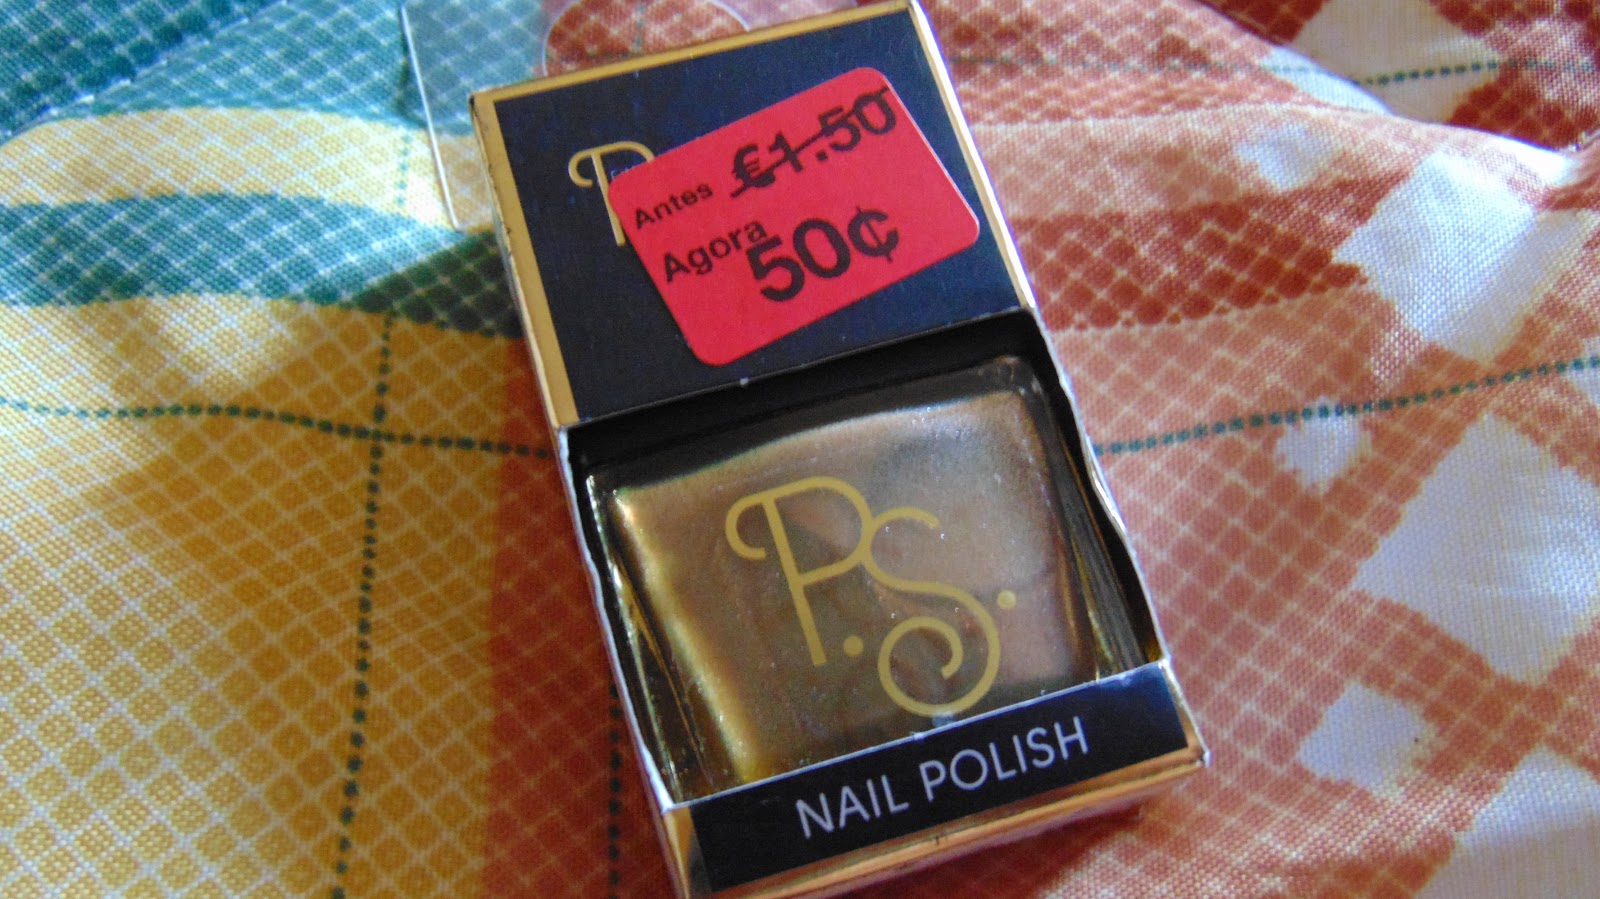 P
Antes €1.50
Agora 50¢
P.S.
NAIL POLISH